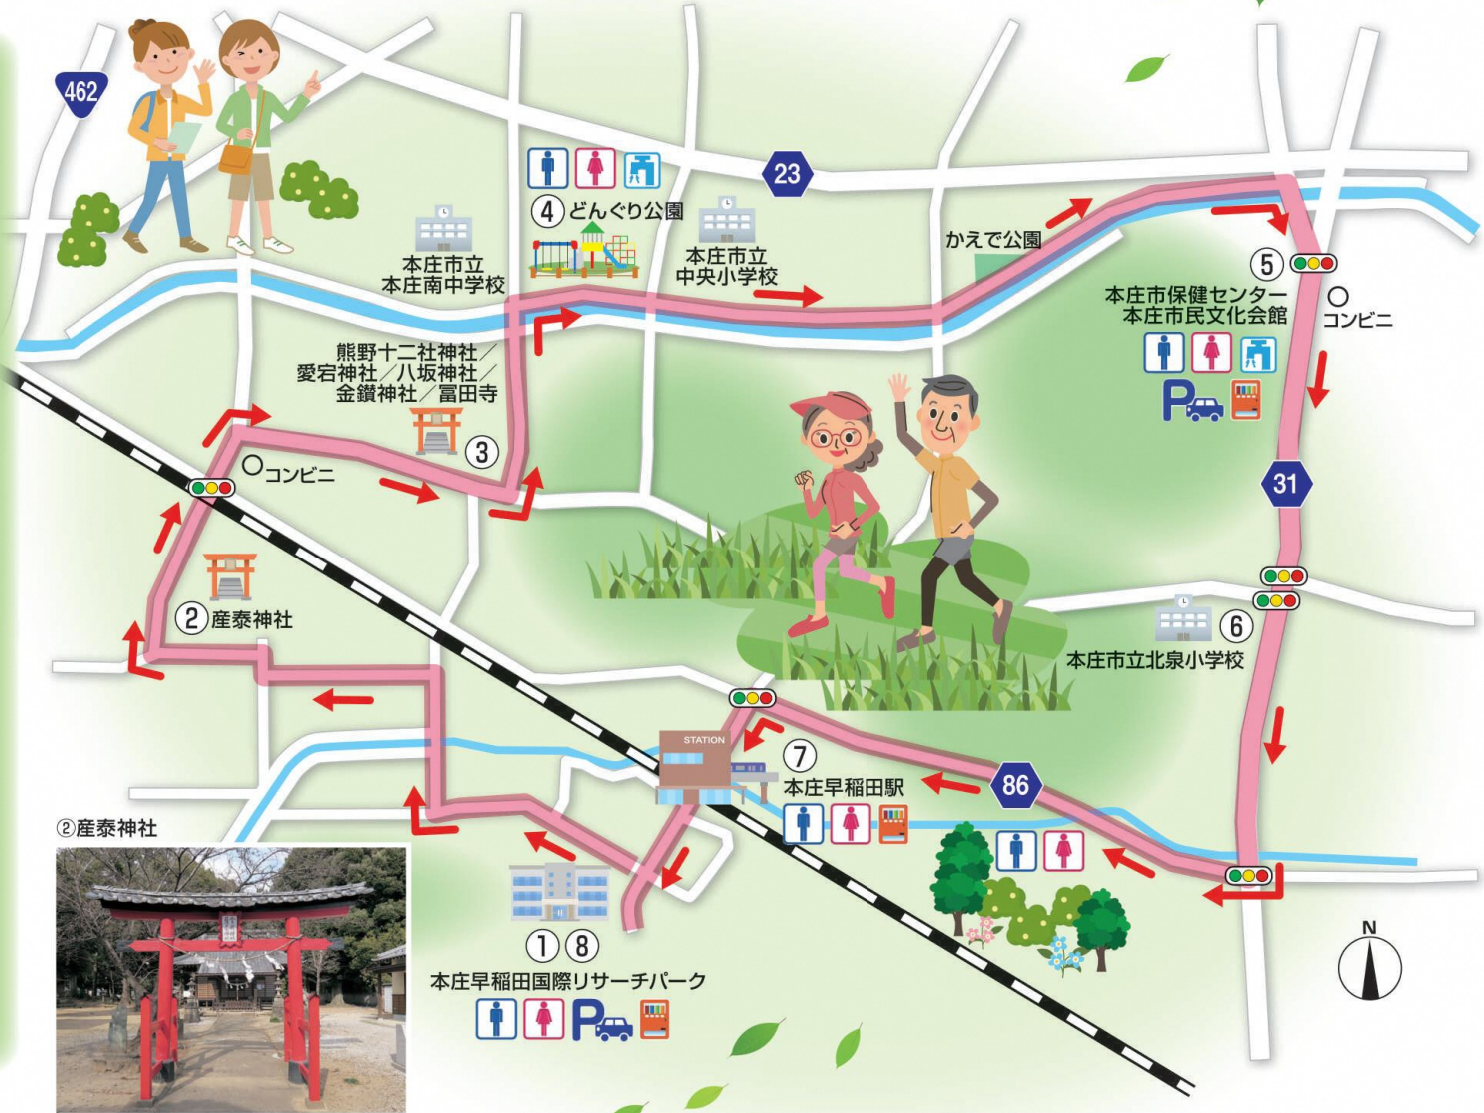 462
23
④ どんぐり公園
本庄市立
本庄南中学校
本庄市立
中央小学校
かえで公園
⑤
本庄市保健センター
本庄市民文化会館
コンビニ
P
熊野十二社神社／
愛宕神社／八坂神社／
金鑚神社／冨田寺
③
コンビニ
31
②産泰神社
⑥
本庄市立北泉小学校
STATION
⑦
本庄早稲田駅
86
②産泰神社
①⑧
本庄早稲田国際リサーチパーク
P
N